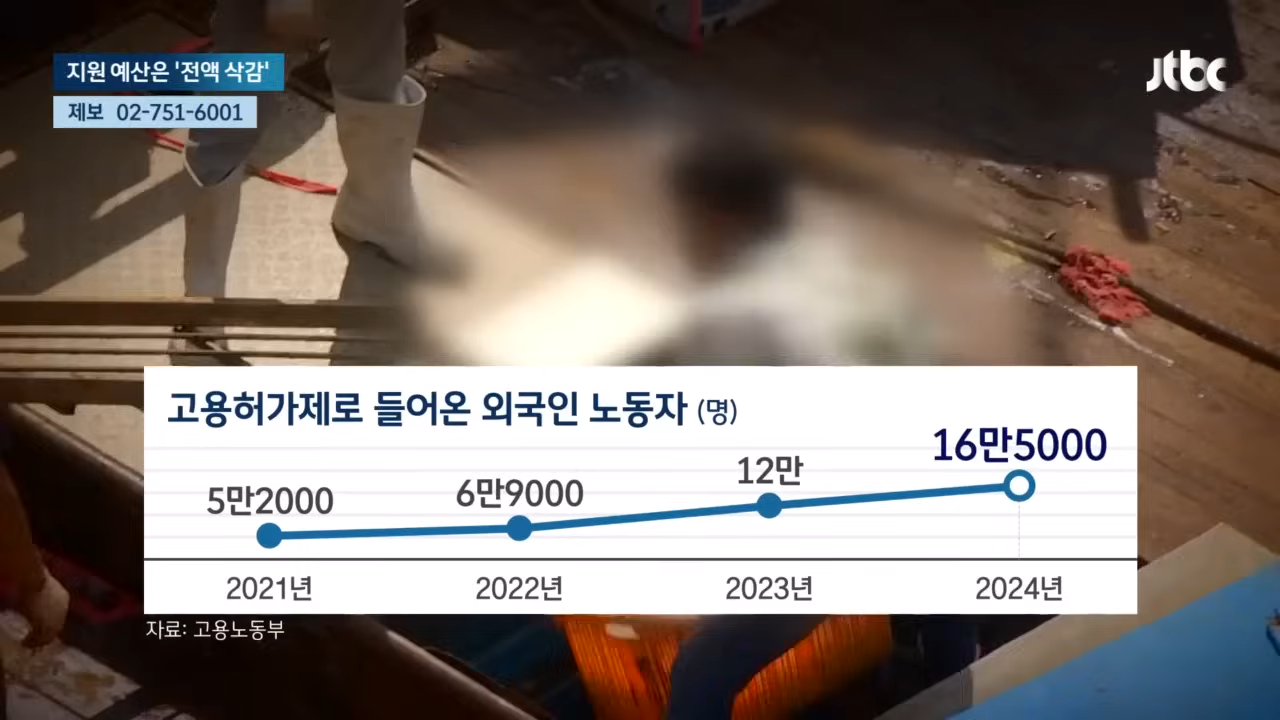 지원 예산은 '전액 삭감'
제보 02-751-6001
jtbc
고용허가제로 들어온 외국인 노동자 (명)
5만2000
6만9000
12만
16만5000
2021년
2022년
2023년
2024년
자료: 고용노동부